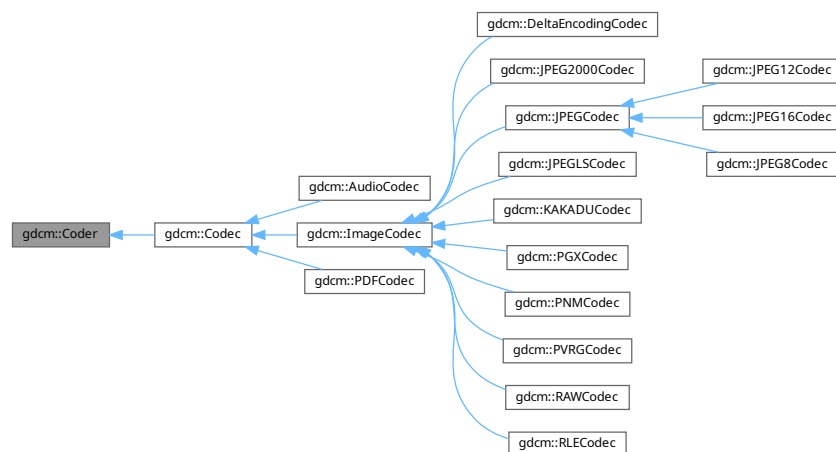 gdcm::Coder
gdcm::Codec
gdcm::AudioCodec
gdcm::ImageCodec
gdcm::PDFCodec
gdcm::DeltaEncodingCodec
gdcm::JPEG2000Codec
gdcm::JPEGCodec
gdcm::JPEGLSCodec
gdcm::KAKADUCodec
gdcm::PGXCodec
gdcm::PNMCodec
gdcm::PVRGCodec
gdcm::RAWCodec
gdcm::RLECodec
gdcm::JPEG12Codec
gdcm::JPEG16Codec
gdcm::JPEG8Codec